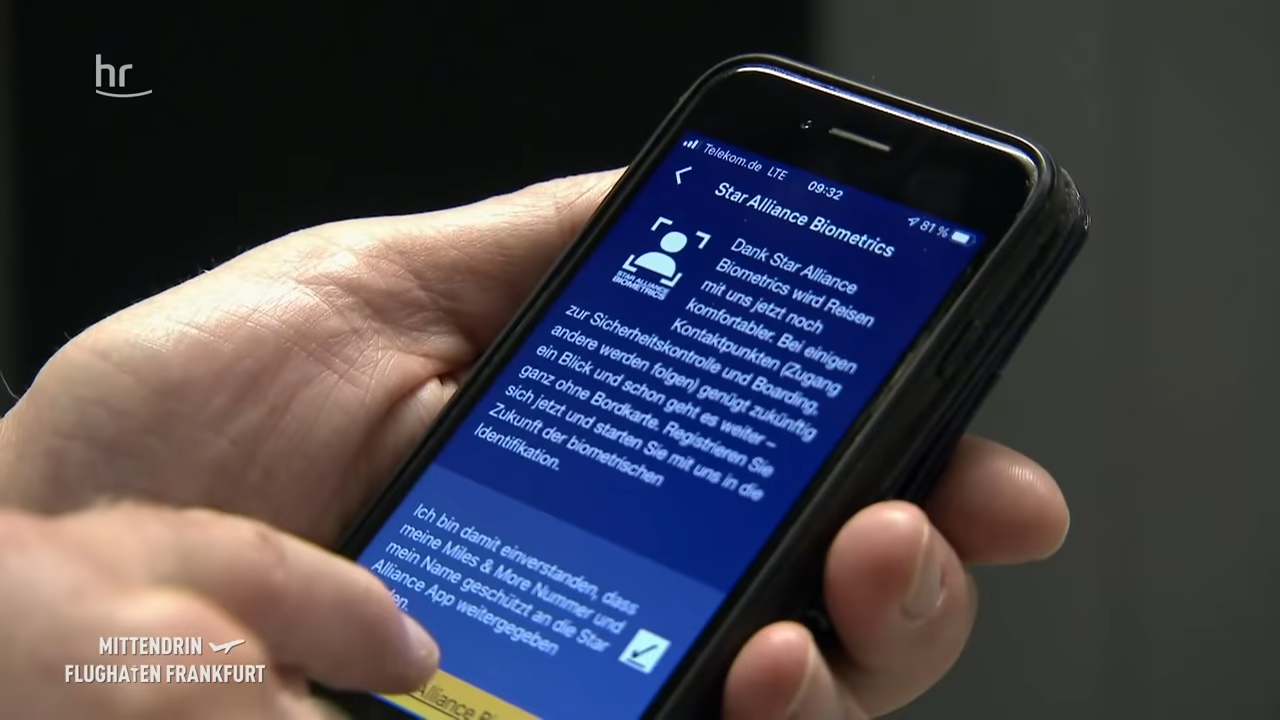 hr
Telekom.de LTE 09:32 81 %
Star Alliance Biometrics
STAR ALLIANCE
BIOMETRICS
Dank Star Alliance
Biometrics wird Reisen
mit uns jetzt noch
komfortabler. Bei einigen
Kontaktpunkten (Zugang
zur Sicherheitskontrolle und Boarding,
andere werden folgen) genügt zukünftig
ein Blick und schon geht es weiter –
ganz ohne Bordkarte. Registrieren Sie
sich jetzt und starten Sie mit uns in die
Zukunft der biometrischen
Identifikation.
Ich bin damit einverstanden, dass
meine Miles & More Nummer und
mein Name geschützt an die Star
Alliance App weitergegeben
Alliance
MITTENDRIN
FLUGHAFEN FRANKFURT